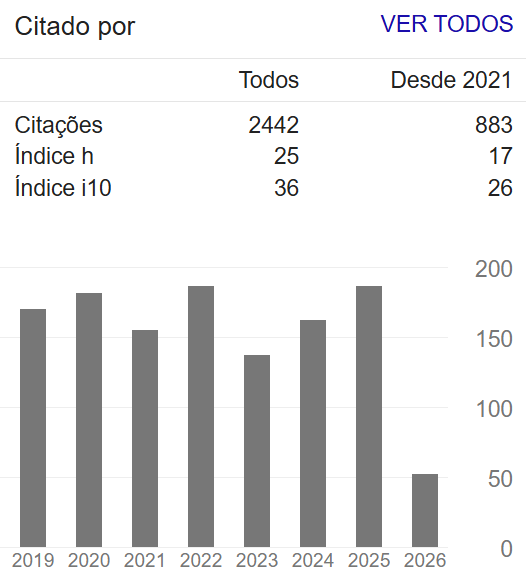 Citado por VER TODOS
Todos Desde 2021
Citações 2442 883
Índice h 25 17
Índice i10 36 26
200
150
100
50
0
2019 2020 2021 2022 2023 2024 2025 2026